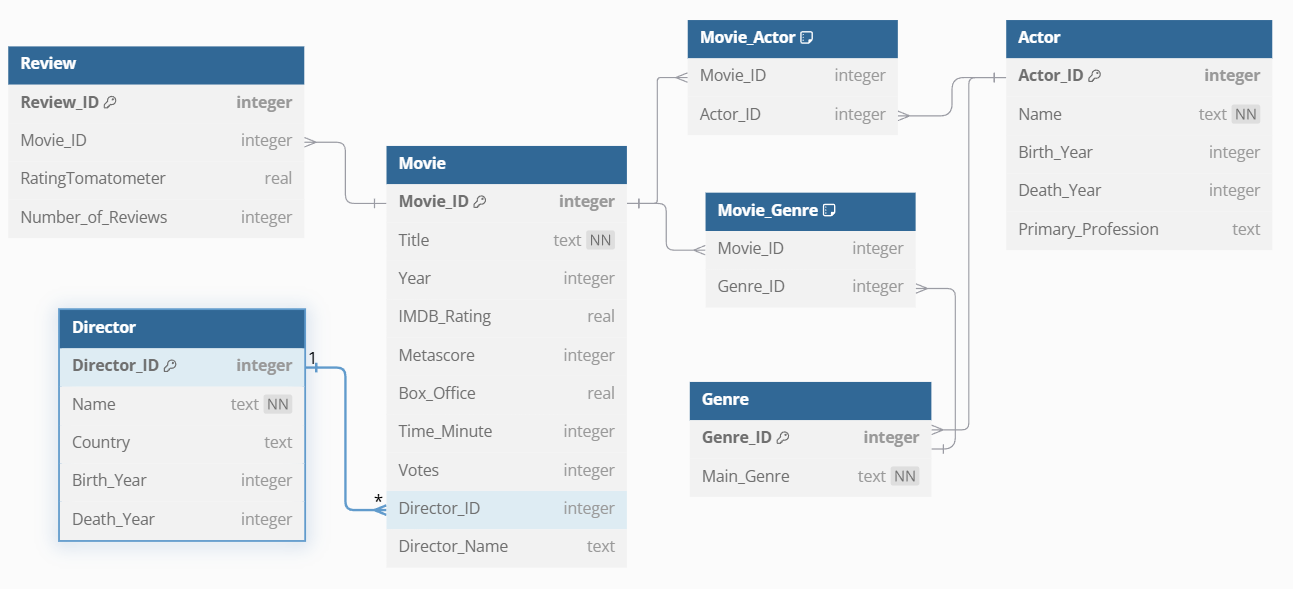 Review
Review_ID integer
Movie_ID integer
RatingTomatometer real
Number_of_Reviews integer
Director
Director_ID integer
Name text NN
Country text
Birth_Year integer
Death_Year integer
1
*
Movie
Movie_ID integer
Title text NN
Year integer
IMDB_Rating real
Metascore integer
Box_Office real
Time_Minute integer
Votes integer
Director_ID integer
Director_Name text
Movie_Actor
Movie_ID integer
Actor_ID integer
Movie_Genre
Movie_ID integer
Genre_ID integer
Genre
Genre_ID integer
Main_Genre text NN
Actor
Actor_ID integer
Name text NN
Birth_Year integer
Death_Year integer
Primary_Profession text